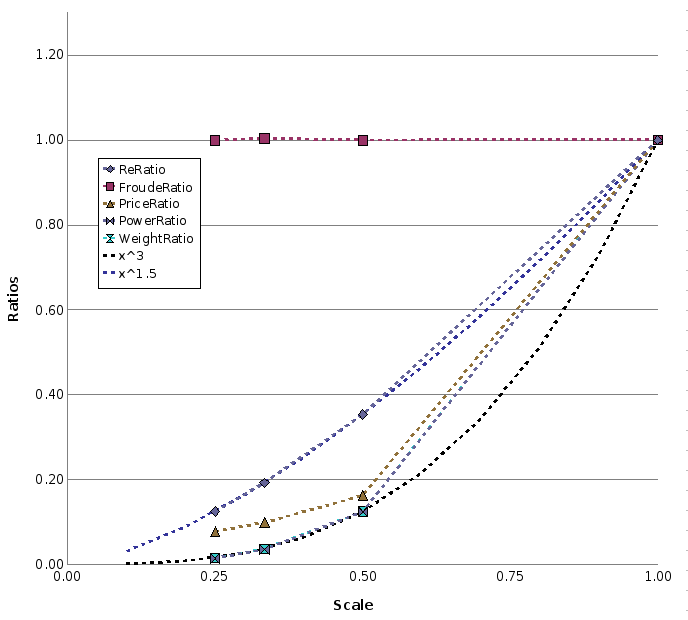 1.20
1.00
0.80
0.60
0.40
0.20
0.00
Ratios
ReRatio
FroudeRatio
PriceRatio
PowerRatio
WeightRatio
x^3
x^1.5
0.00 0.25 0.50 0.75 1.00
Scale